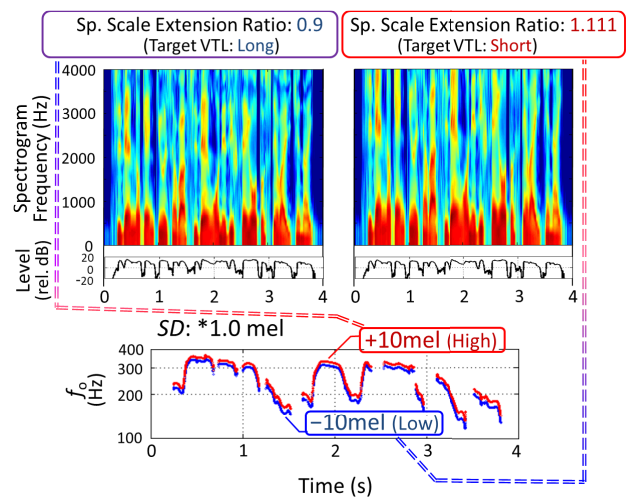 Sp. Scale Extension Ratio: 0.9
(Target VTL: Long)
Sp. Scale Extension Ratio: 1.111
(Target VTL: Short)
Spectrogram
Frequency (Hz)
4000
3000
2000
1000
0
Level
(rel. dB)
20
0
−20
0 1 2 3 4
0 1 2 3 4
SD: *1.0 mel
+10mel (High)
fo
(Hz)
400
300
200
100
−10mel (Low)
0 1 2 3 4
Time (s)